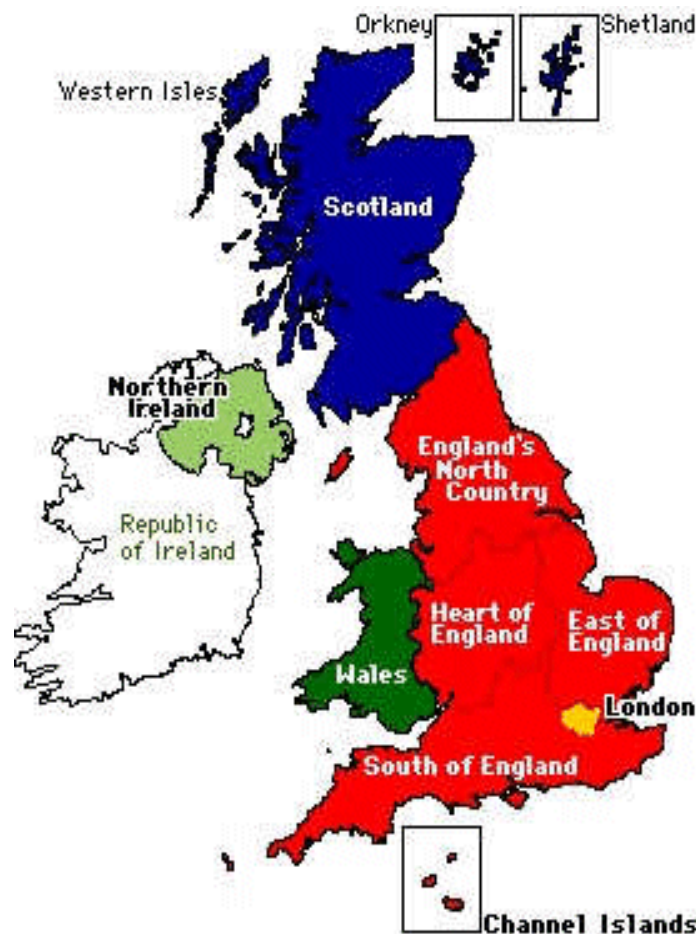 Orkney
Shetland
Western Isles
Scotland
Northern
Ireland
England's
North
Country
Republic
of Ireland
Heart of
England
East of
England
Wales
London
South of England
Channel Islands